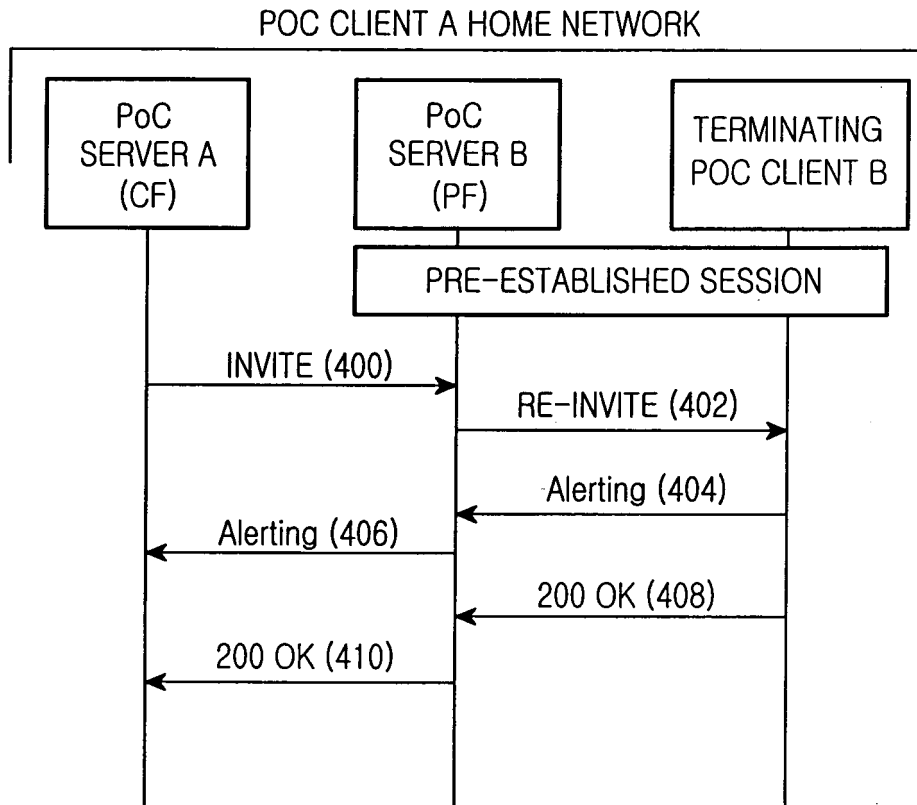 POC CLIENT A HOME NETWORK
PoC
SERVER A
(CF)
PoC
SERVER B
(PF)
TERMINATING
POC CLIENT B
PRE-ESTABLISHED SESSION
INVITE (400)
RE-INVITE (402)
Alerting (404)
Alerting (406)
200 OK (408)
200 OK (410)